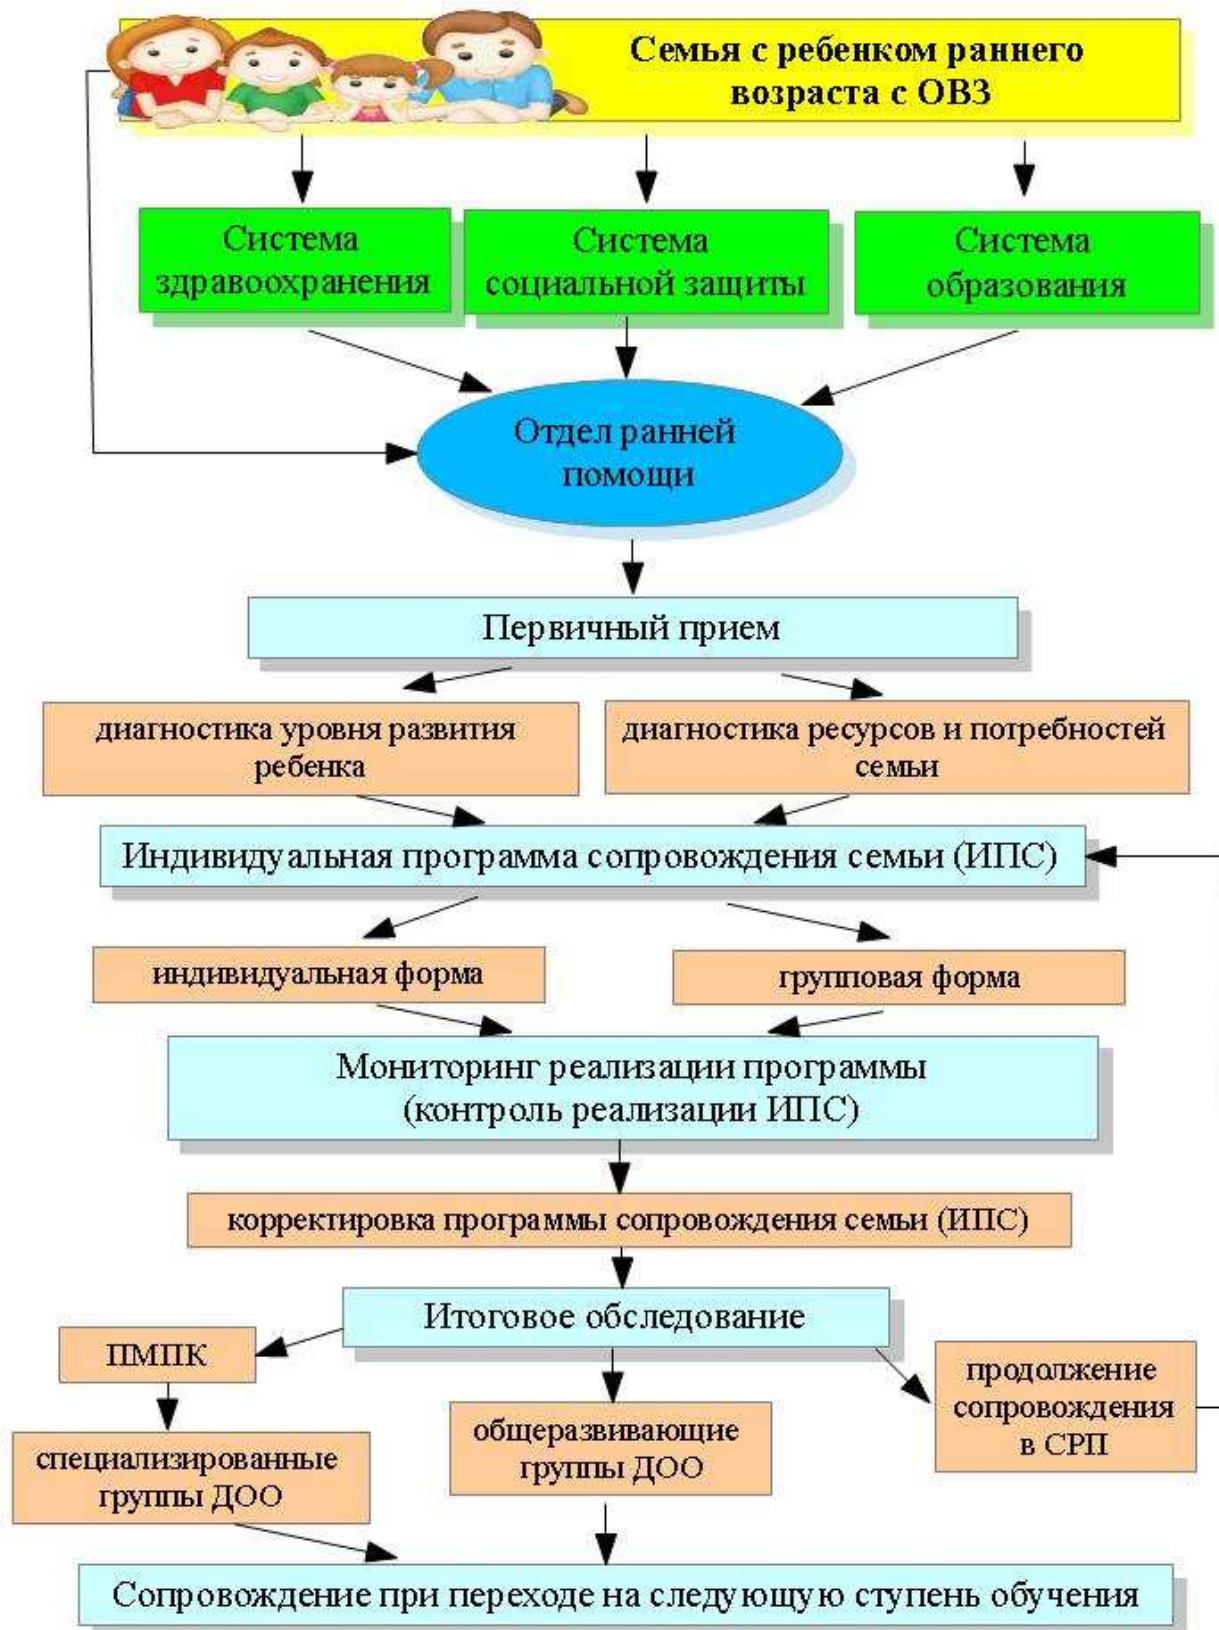 Семья с ребенком раннего
возраста с ОВЗ
Система
здравоохранения
Система
социальной защиты
Система
образования
Отдел ранней
помощи
Первичный прием
диагностика уровня развития
ребенка
диагностика ресурсов и потребностей
семьи
Индивидуальная программа сопровождения семьи (ИПС)
индивидуальная форма
групповая форма
Мониторинг реализации программы
(контроль реализации ИПС)
корректировка программы сопровождения семьи (ИПС)
Итоговое обследование
ПМПК
специализированные
группы ДОО
общеразвивающие
группы ДОО
продолжение
сопровождения
в СРП
Сопровождение при переходе на следующую ступень обучения